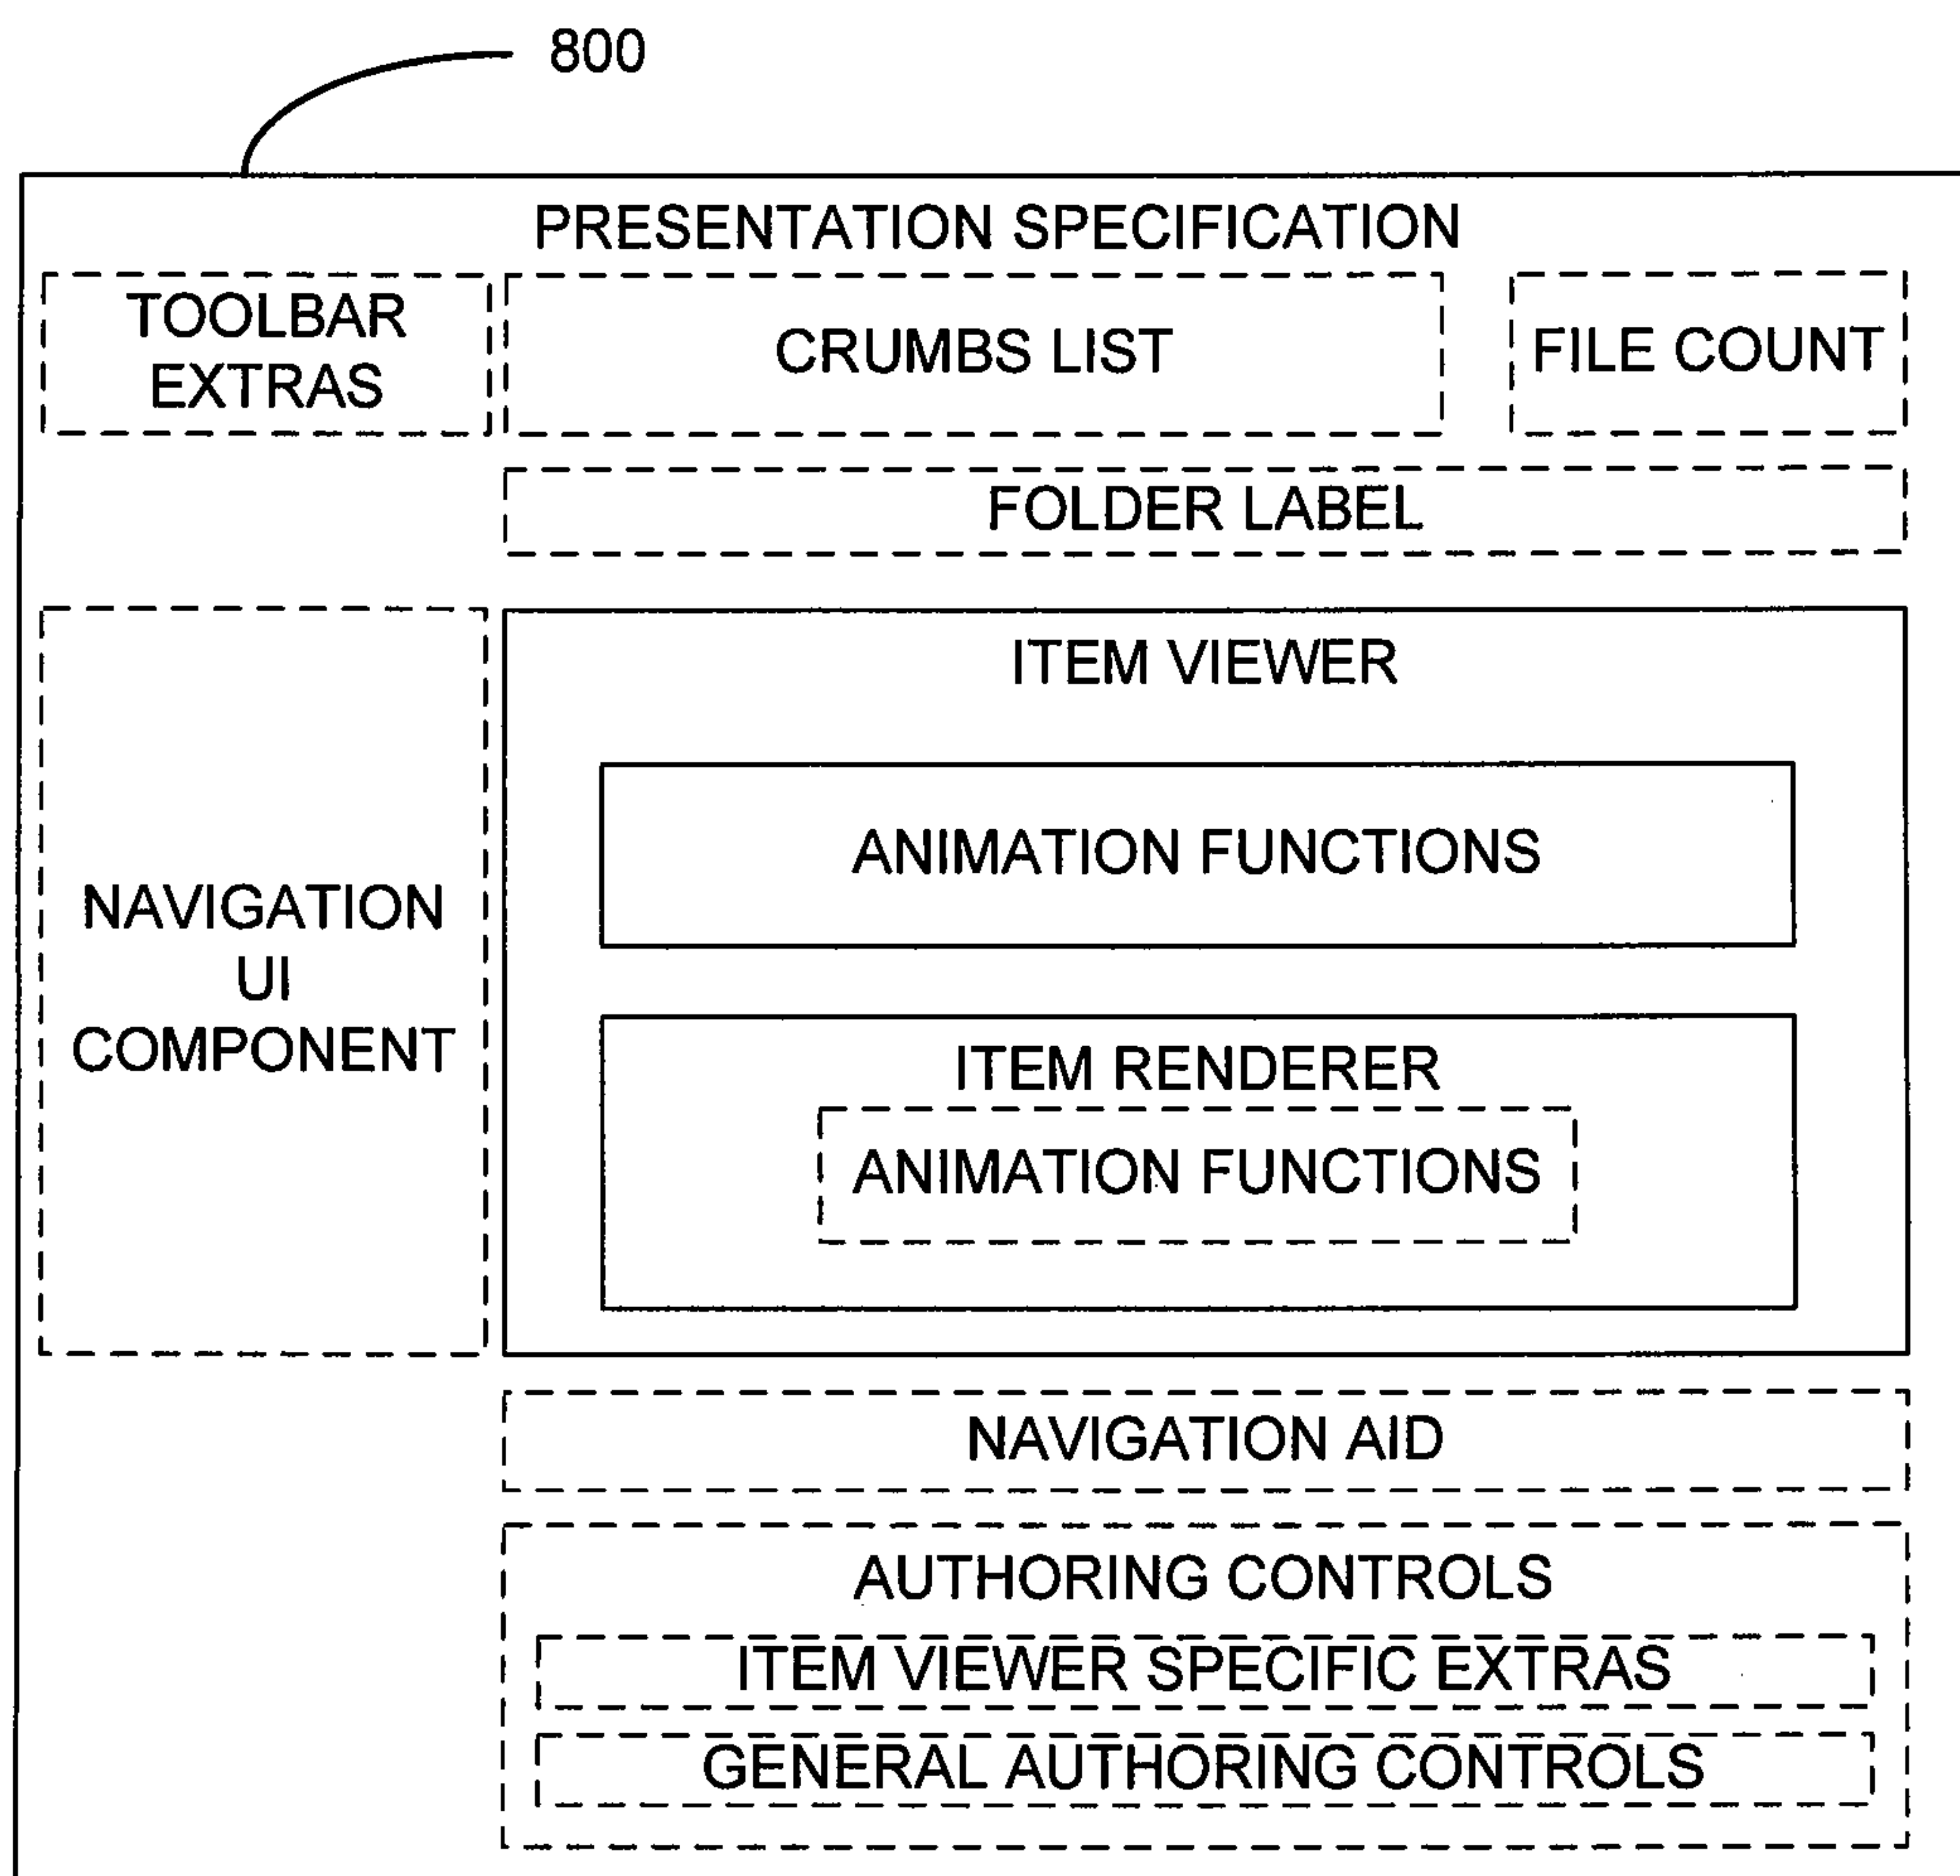 800
PRESENTATION SPECIFICATION
TOOLBAR
EXTRAS
CRUMBS LIST
FILE COUNT
FOLDER LABEL
NAVIGATION
UI
COMPONENT
ITEM VIEWER
ANIMATION FUNCTIONS
ITEM RENDERER
ANIMATION FUNCTIONS
NAVIGATION AID
AUTHORING CONTROLS
ITEM VIEWER SPECIFIC EXTRAS
GENERAL AUTHORING CONTROLS